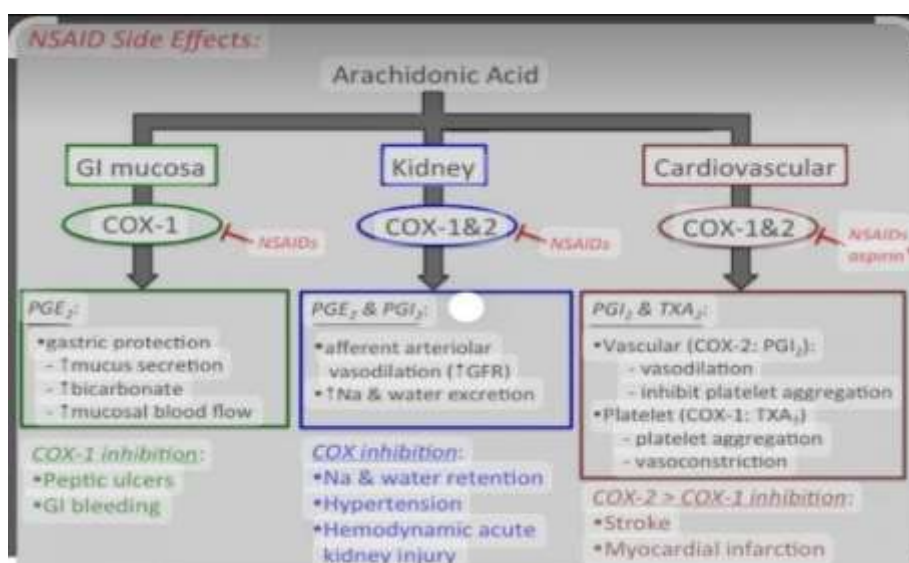 NSAID Side Effects:
Arachidonic Acid
GI mucosa
COX-1
NSAIDs
PGE₂:
•gastric protection
- ↑mucus secretion
- ↑bicarbonate
- ↑mucosal blood flow
COX-1 inhibition:
•Peptic ulcers
•GI bleeding
Kidney
COX-1&2
NSAIDs
PGE₂ & PGI₂:
•afferent arteriolar
vasodilation (↑GFR)
•↑Na & water excretion
COX inhibition:
•Na & water retention
•Hypertension
•Hemodynamic acute
kidney injury
Cardiovascular
COX-1&2
NSAIDs
aspirin
PGI₂ & TXA₂:
•Vascular (COX-2: PGI₂):
- vasodilation
- inhibit platelet aggregation
•Platelet (COX-1: TXA₂)
- platelet aggregation
- vasoconstriction
COX-2 > COX-1 inhibition:
•Stroke
•Myocardial infarction